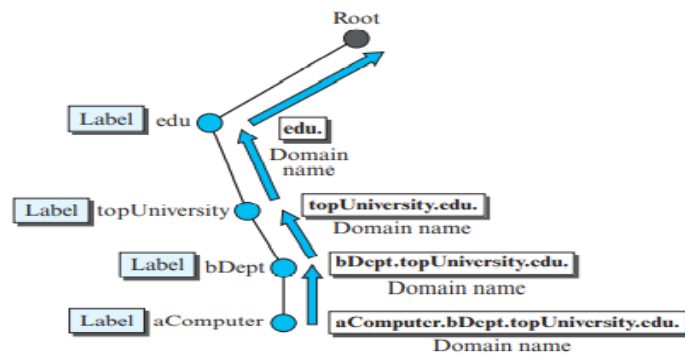 Root
Label edu
edu.
Domain
name
Label topUniversity
topUniversity.edu.
Domain name
Label bDept
bDept.topUniversity.edu.
Domain name
Label aComputer
aComputer.bDept.topUniversity.edu.
Domain name